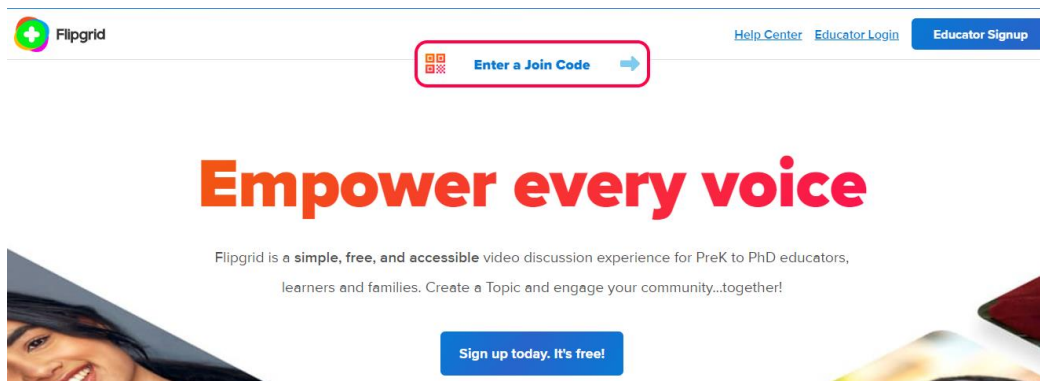 Flipgrid
Help Center Educator Login Educator Signup
Enter a Join Code
Empower every voice
Flipgrid is a simple, free, and accessible video discussion experience for PreK to PhD educators,
learners and families. Create a Topic and engage your community...together!
Sign up today. It's free!